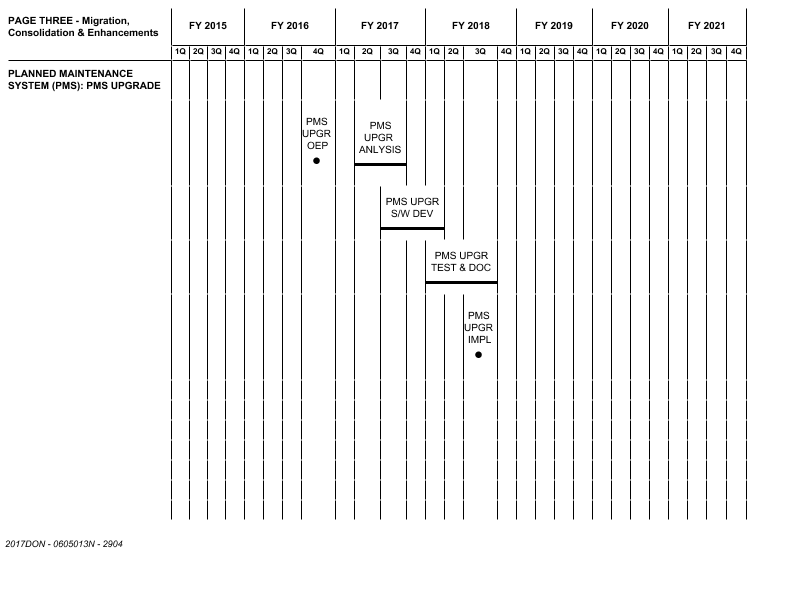 PAGE THREE - Migration,
Consolidation & Enhancements
FY 2015 FY 2016 FY 2017 FY 2018 FY 2019 FY 2020 FY 2021
1Q 2Q 3Q 4Q 1Q 2Q 3Q 4Q 1Q 2Q 3Q 4Q 1Q 2Q 3Q 1Q 2Q 3Q 4Q 1Q 2Q 3Q 4Q 1Q 2Q 3Q 4Q
PLANNED MAINTENANCE
SYSTEM (PMS): PMS UPGRADE
PMS
UPGR
OEP
PMS
UPGR
ANLYSIS
PMS UPGR
S/W DEV
PMS UPGR
TEST & DOC
PMS
UPGR
IMPL
2017DON - 0605013N - 2904